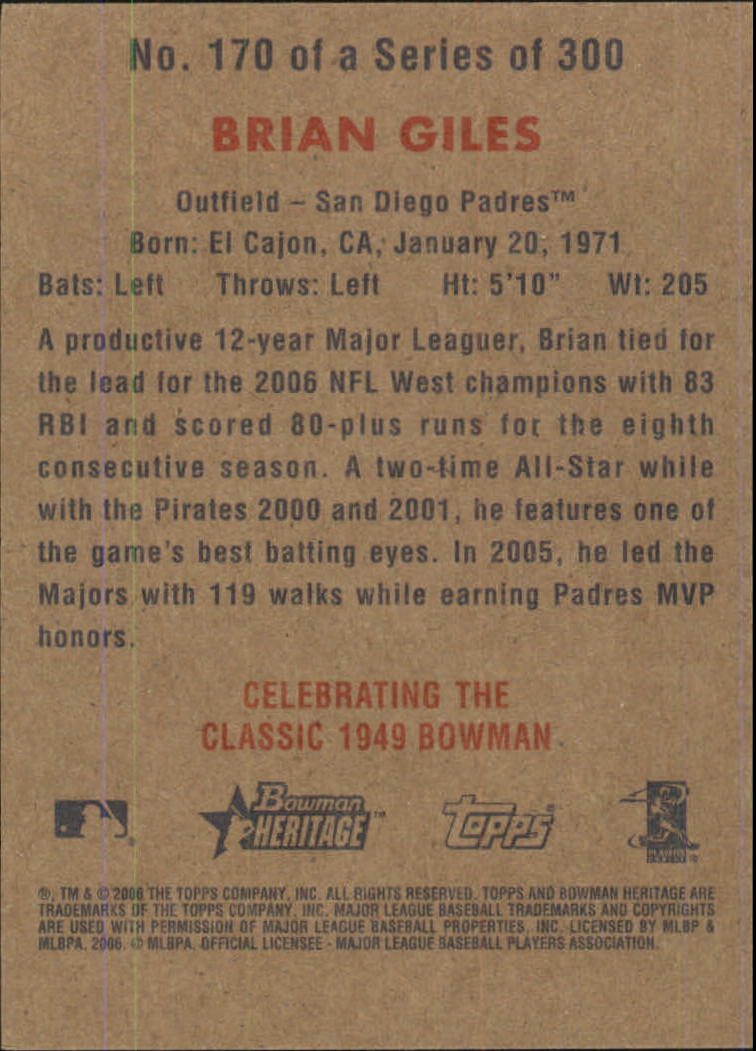 No. 170 of a Series of 300
BRIAN GILES
Outfield – San Diego Padres™
Born: El Cajon, CA, January 20, 1971
Bats: Left Throws: Left Ht: 5'10" Wt: 205
A productive 12-year Major Leaguer, Brian tied for
the lead for the 2006 NFL West champions with 83
RBI and scored 80-plus runs for the eighth
consecutive season. A two-time All-Star while
with the Pirates 2000 and 2001, he features one of
the game's best batting eyes. In 2005, he led the
Majors with 119 walks while earning Padres MVP
honors.
CELEBRATING THE
CLASSIC 1949 BOWMAN
Bowman
HERITAGE™
Topps®
PLAYERS
CHOICE ®
®, TM & © 2006 THE TOPPS COMPANY, INC. ALL RIGHTS RESERVED. TOPPS AND BOWMAN HERITAGE ARE
TRADEMARKS OF THE TOPPS COMPANY, INC. MAJOR LEAGUE BASEBALL TRADEMARKS AND COPYRIGHTS
ARE USED WITH PERMISSION OF MAJOR LEAGUE BASEBALL PROPERTIES, INC. LICENSED BY MLBP &
MLBPA, 2006. © MLBPA. OFFICIAL LICENSEE - MAJOR LEAGUE BASEBALL PLAYERS ASSOCIATION.